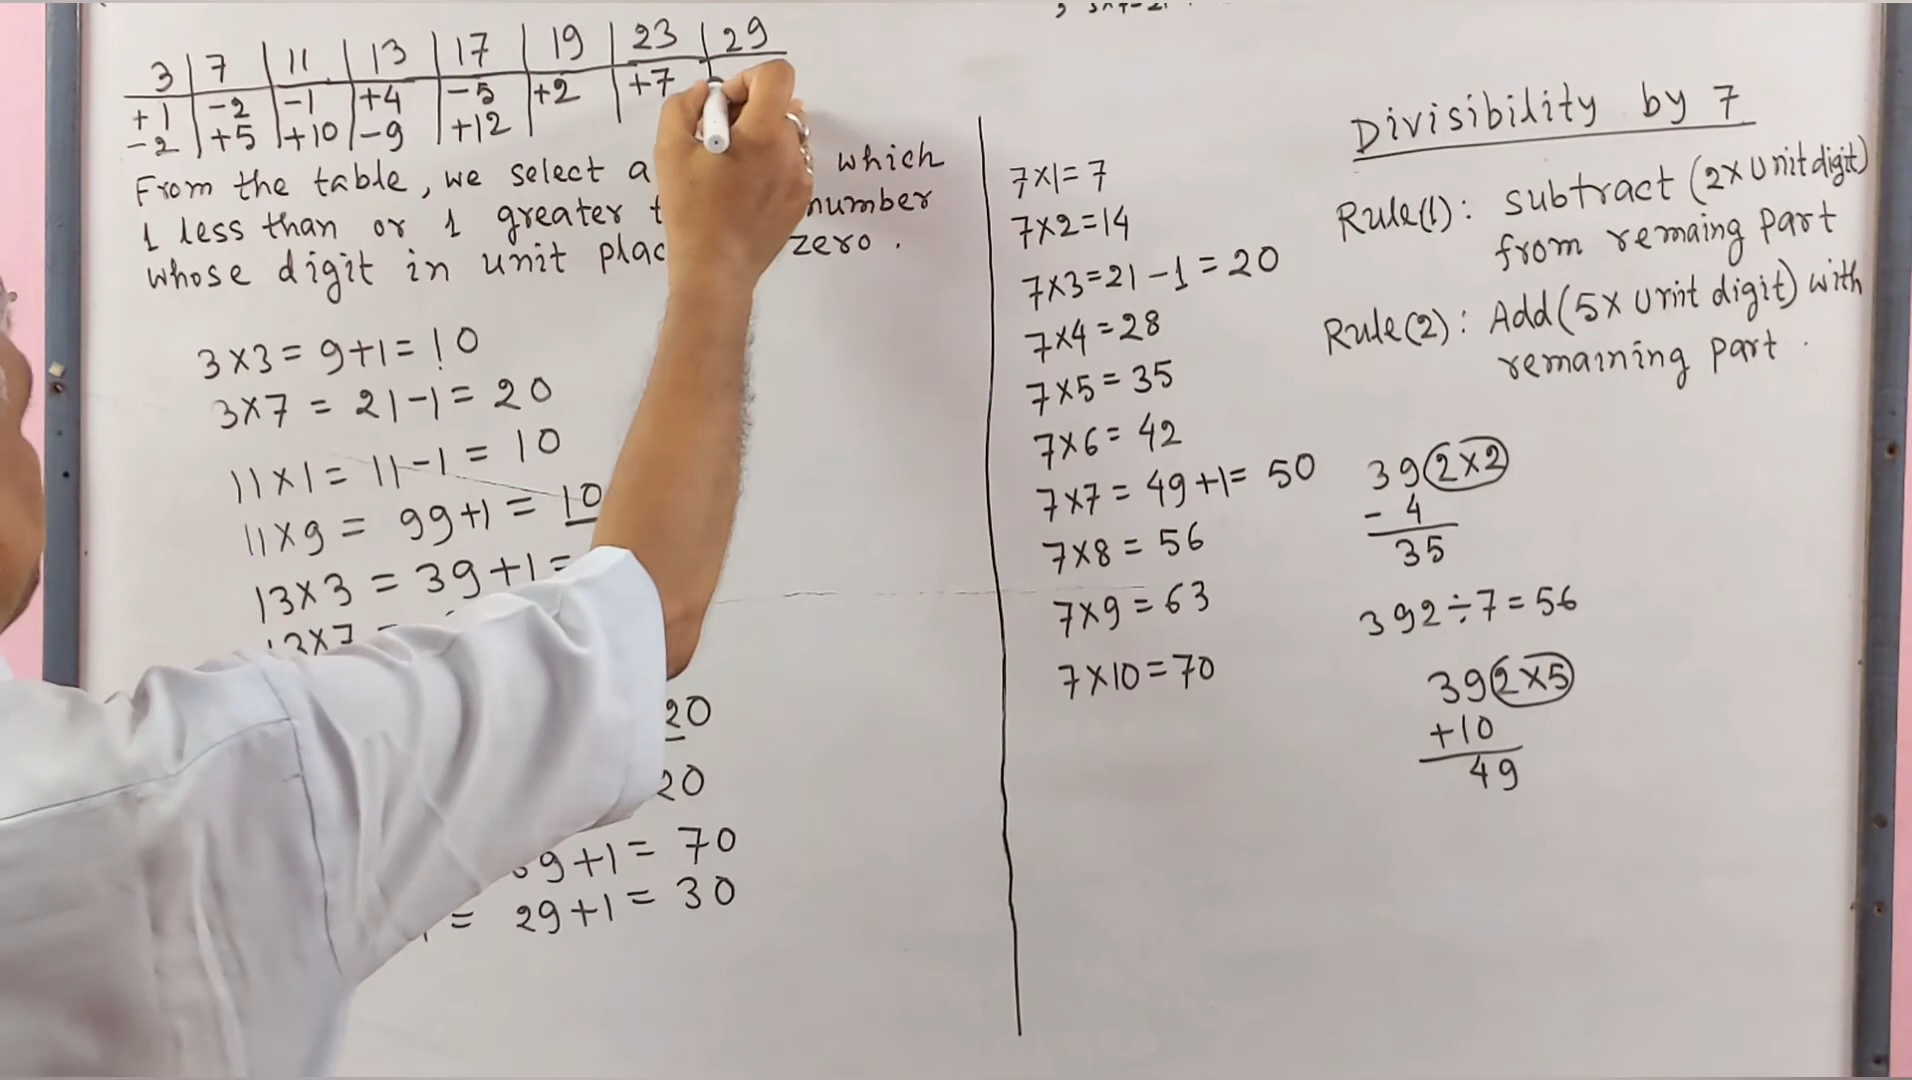 3 | 7 | 11 | 13 | 17 | 19 | 23 | 29
+1 | -2 | -1 | +4 | -5 | +2 | +7
-2 | +5 | +10 | -9 | +12
From the table, we select a which
1 less than or 1 greater number
whose digit in unit zero.
3×3 = 9+1 = 10
3×7 = 21-1 = 20
11×1 = 11-1 = 10
11×9 = 99+1 = 10
13×3 = 39+1 =
13×7 =
20
20
9+1 = 70
= 29+1 = 30
7×1=7
7×2=14
7×3=21-1=20
7×4=28
7×5=35
7×6=42
7×7=49+1=50
7×8=56
7×9=63
7×10=70
Divisibility by 7
Rule(1): subtract (2×unit digit)
from remaing part
Rule(2): Add (5×unit digit) with
remaining part.
392×2
-4
35
392÷7=56
392×5
+10
49